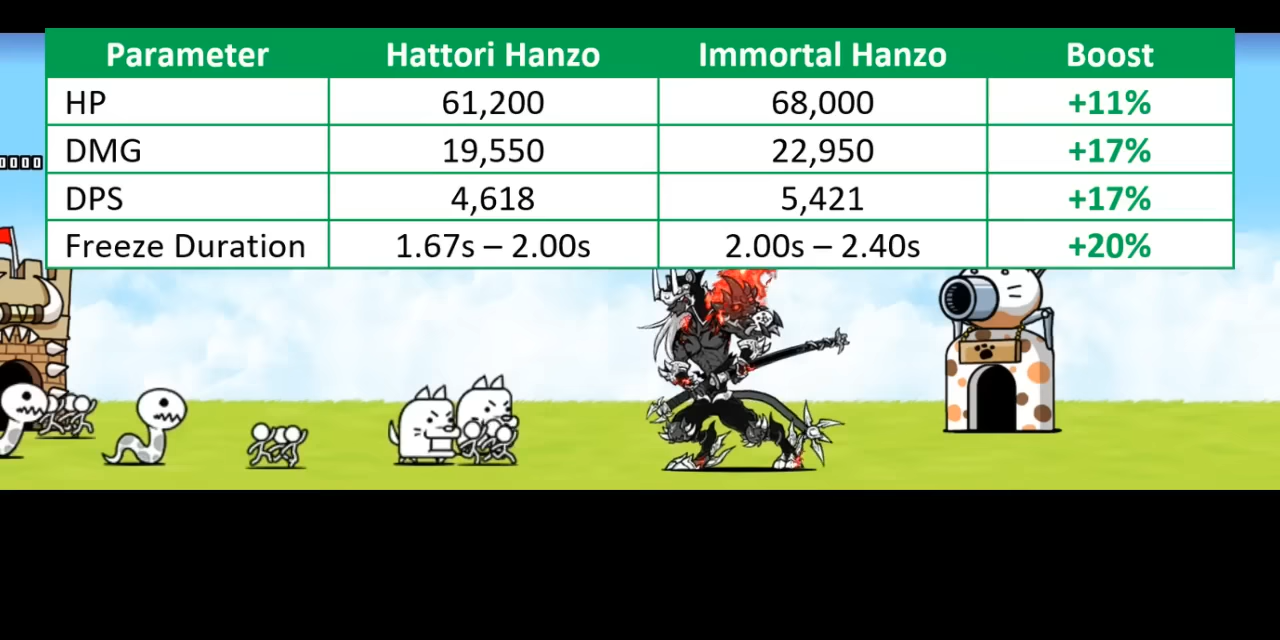 Parameter Hattori Hanzo Immortal Hanzo Boost
HP 61,200 68,000 +11%
DMG 19,550 22,950 +17%
DPS 4,618 5,421 +17%
0000
Freeze Duration 1.67s – 2.00s 2.00s – 2.40s +20%